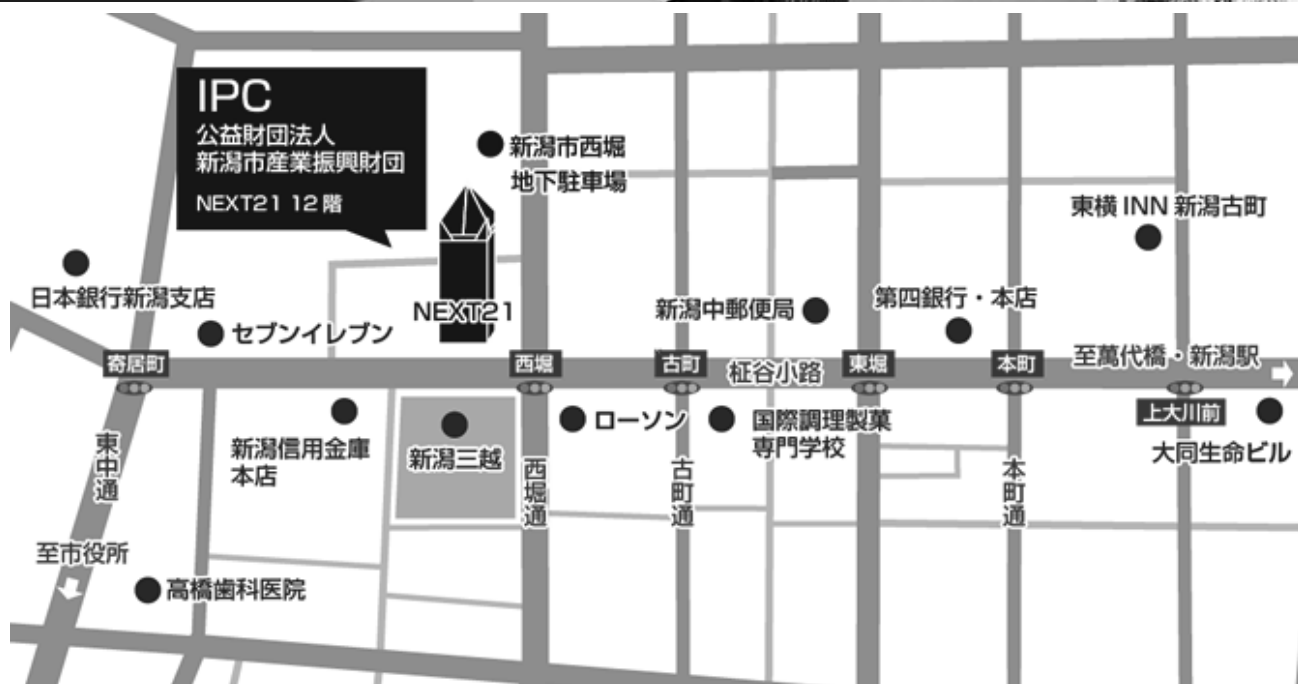 IPC
公益財団法人
新潟市産業振興財団
NEXT21 12階
新潟市西堀
地下駐車場
東横INN新潟古町
日本銀行新潟支店
セブンイレブン
NEXT21
新潟中郵便局
第四銀行・本店
寄居町
西堀
古町
柾谷小路
東堀
本町
至萬代橋・新潟駅
上大川前
新潟信用金庫
本店
新潟三越
ローソン
国際調理製菓
専門学校
大同生命ビル
東中通
西堀通
古町通
本町通
至市役所
高橋歯科医院